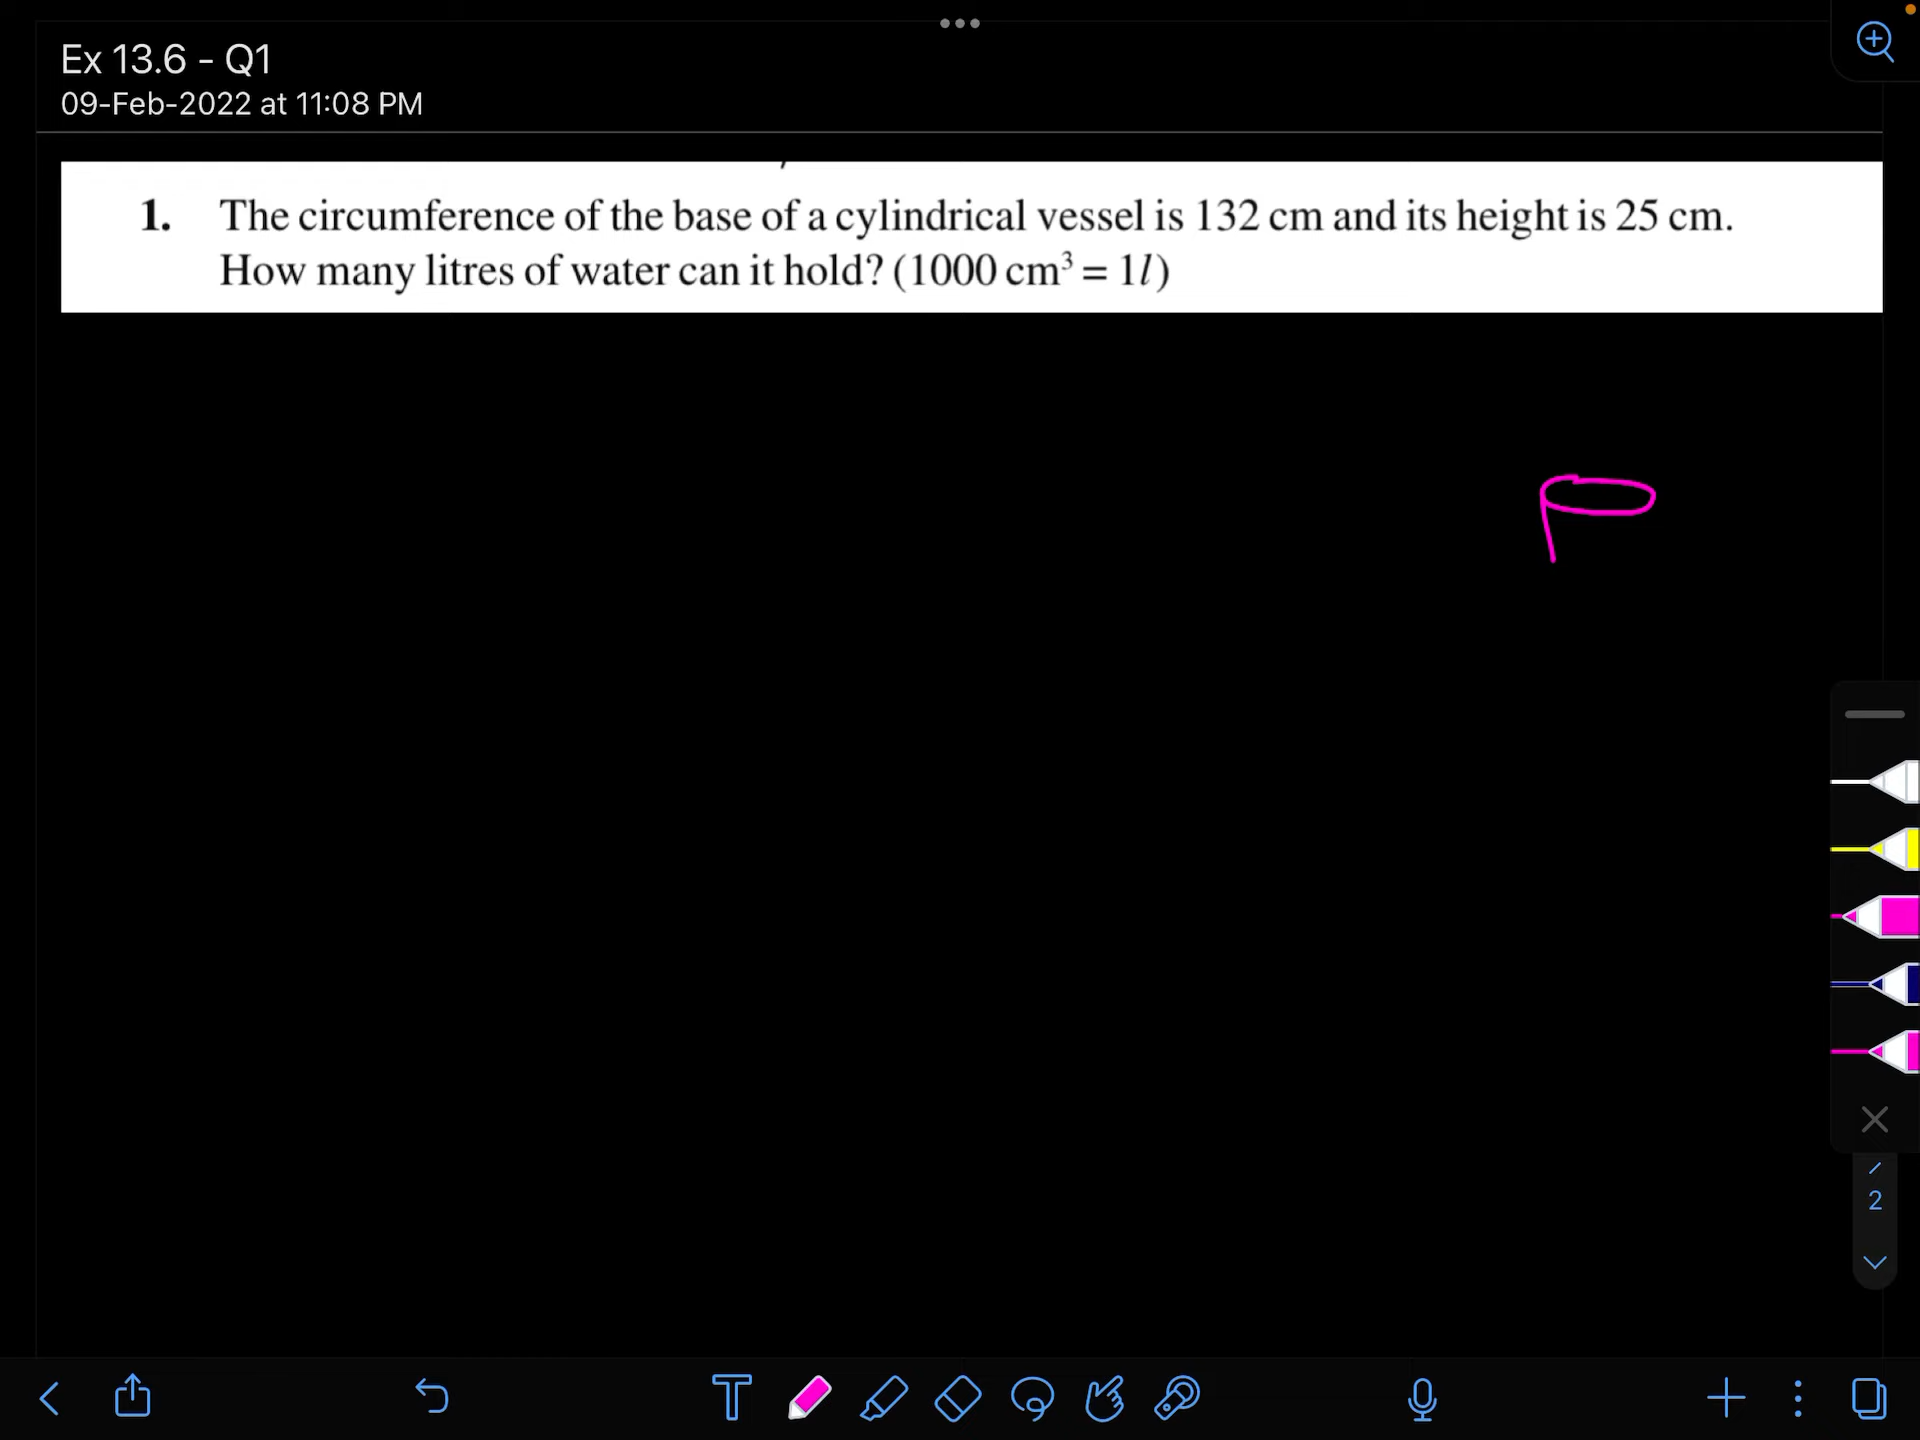 Ex 13.6 - Q1
09-Feb-2022 at 11:08 PM
1. The circumference of the base of a cylindrical vessel is 132 cm and its height is 25 cm.
How many litres of water can it hold? (1000 cm³ = 1l)
2